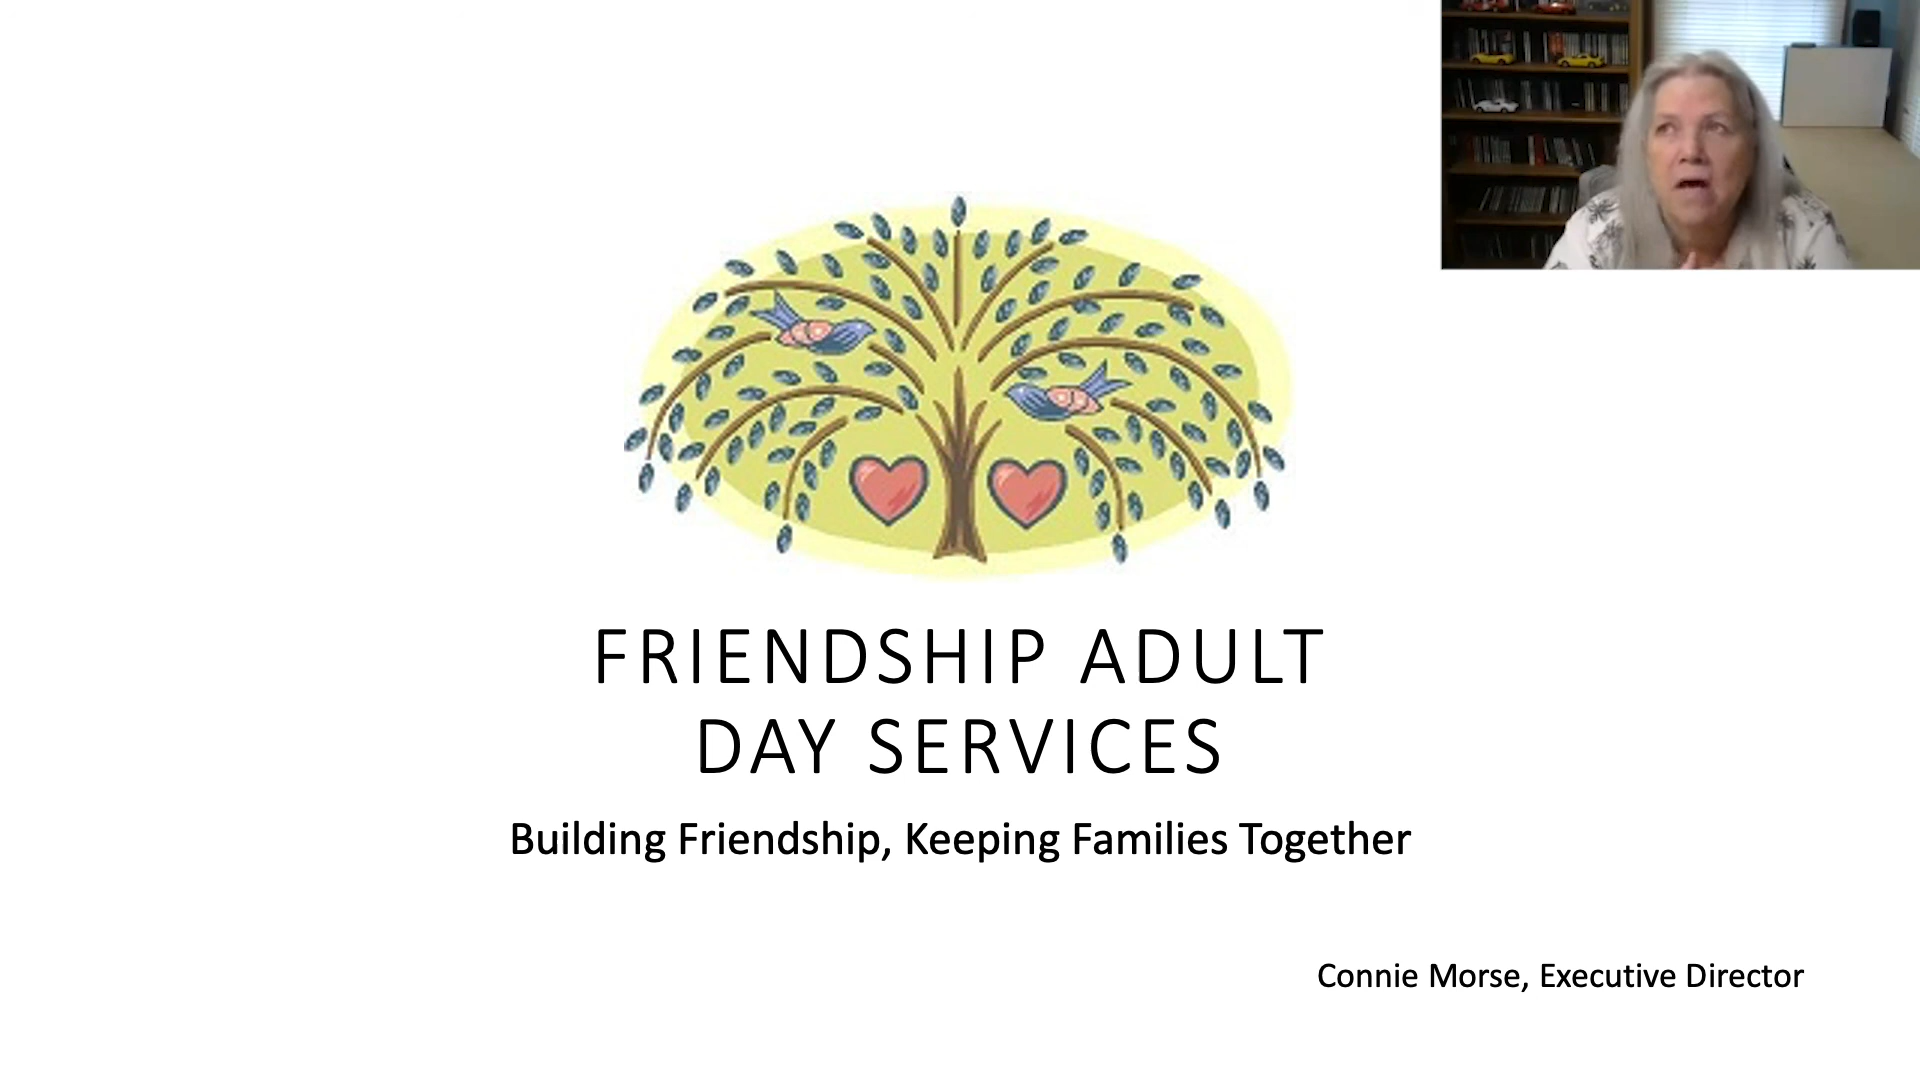 FRIENDSHIP ADULT
DAY SERVICES
Building Friendship, Keeping Families Together
Connie Morse, Executive Director